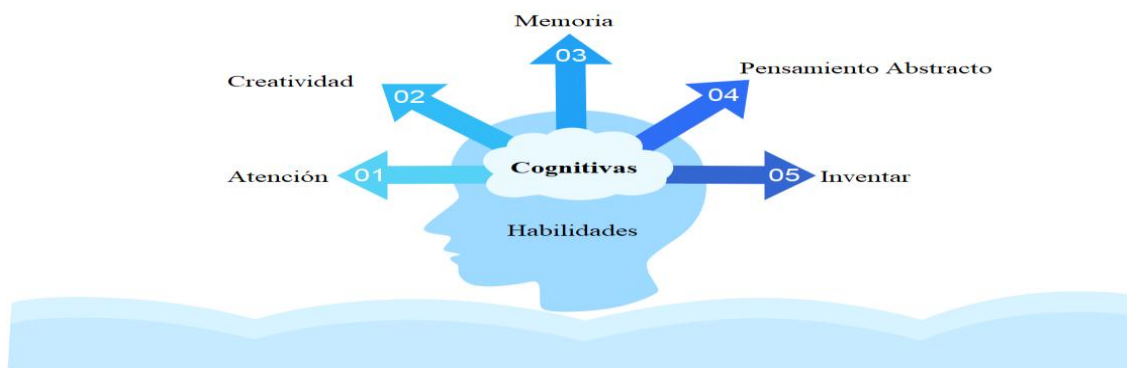 Memoria
03
Creatividad
02
Pensamiento Abstracto
04
Atención
01
Cognitivas
05
Inventar
Habilidades